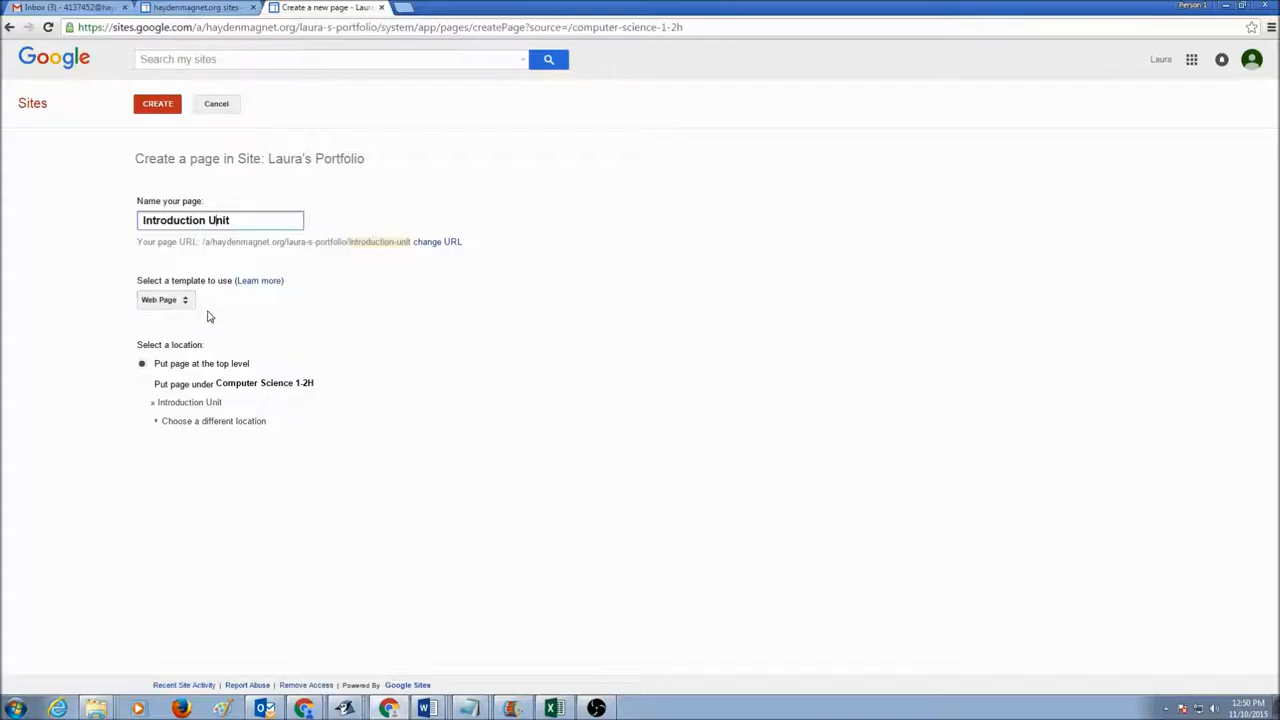 Inbox (3) - 4137452@hay
haydenmagnet.org sites
Create a new page - Laura
Person 1
https://sites.google.com/a/haydenmagnet.org/laura-s-portfolio/system/app/pages/createPage?source=/computer-science-1-2h
Google
Search my sites
Laura
Sites
CREATE
Cancel
Create a page in Site: Laura's Portfolio
Name your page:
Introduction Unit
Your page URL: /a/haydenmagnet.org/laura-s-portfolio/introduction-unit change URL
Select a template to use (Learn more)
Web Page
Select a location:
Put page at the top level
Put page under Computer Science 1-2H
» Introduction Unit
Choose a different location
Recent Site Activity | Report Abuse | Remove Access | Powered By Google Sites
12:50 PM
11/10/2015